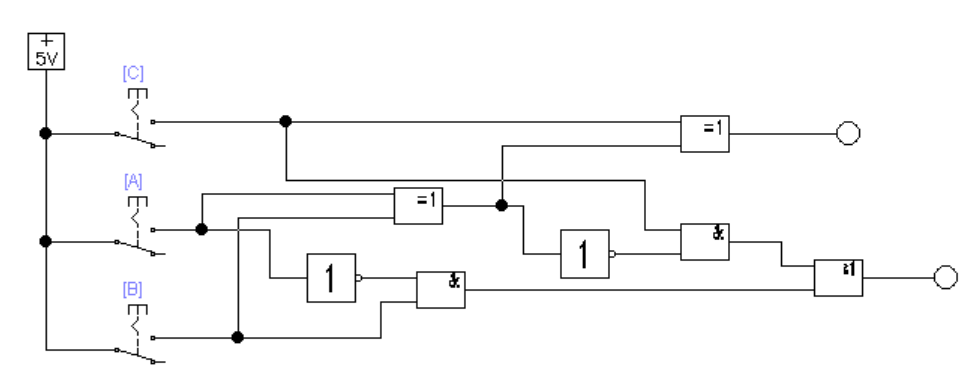 +
5V
[C]
=1
[A]
=1
&
1
≥1
1
&
[B]